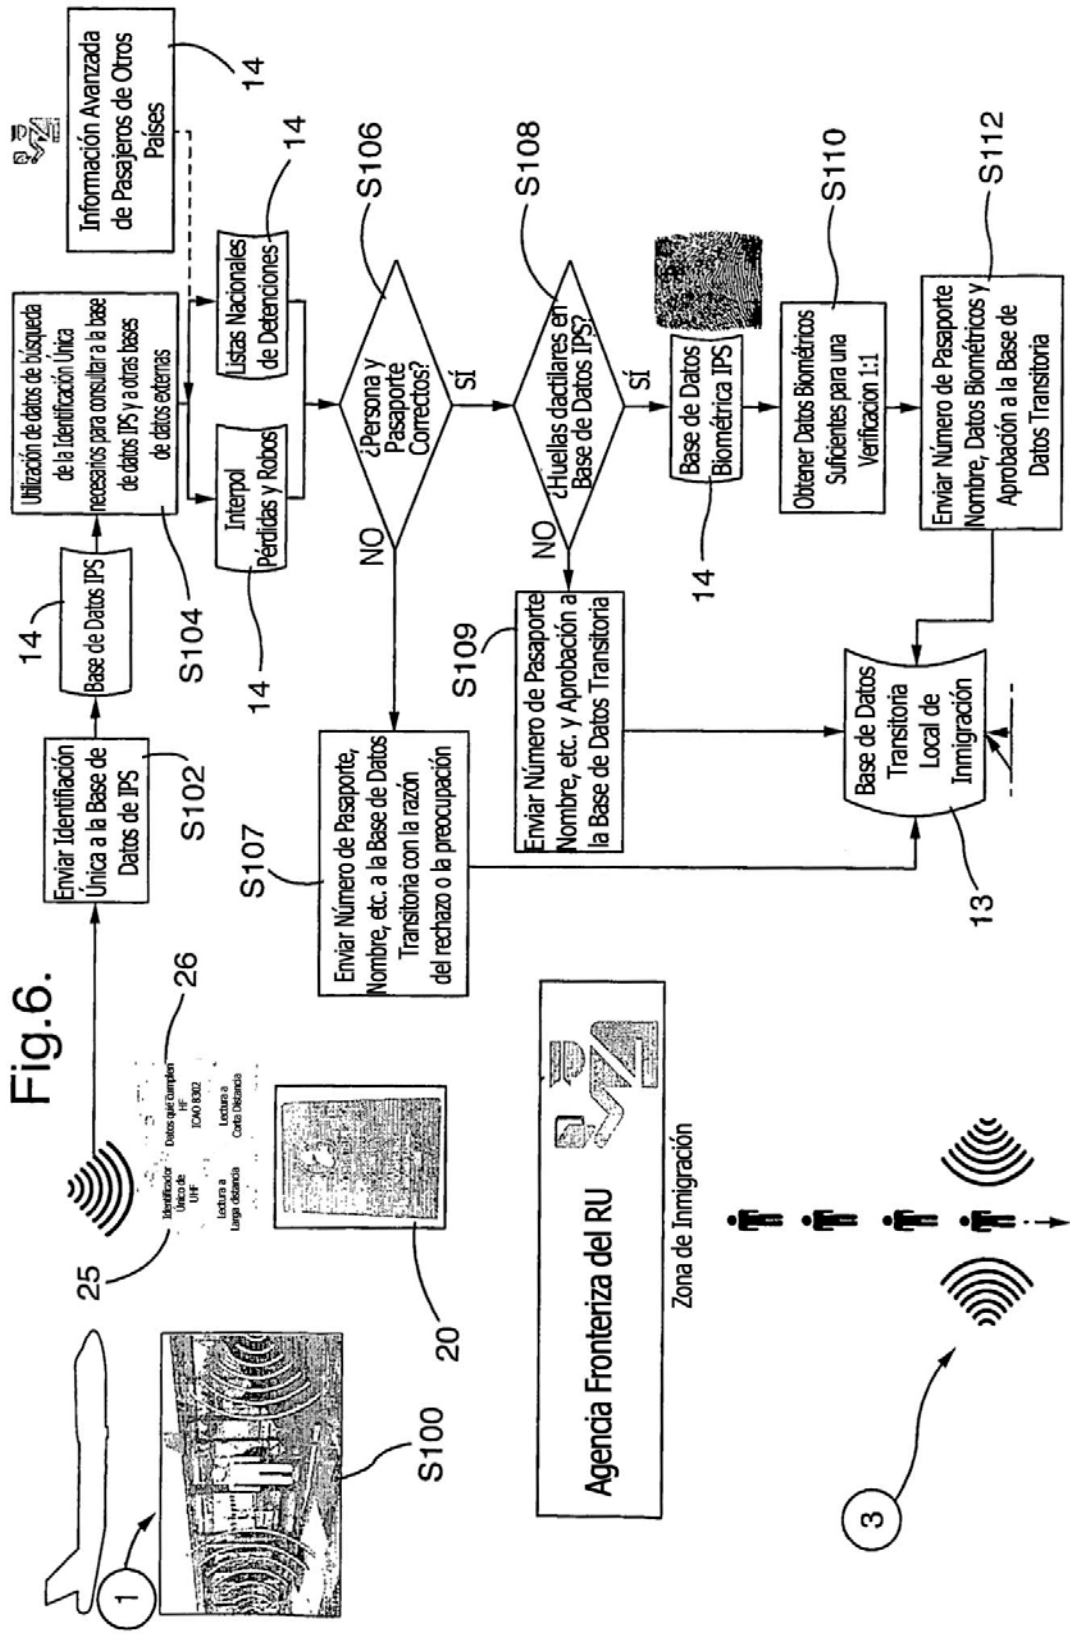 Fig.6.
1
S100
25
Identificador
Único de
UHF
Lectura a
Larga distancia
26
Datos que cumplen
HF
ICAO 8302
Lectura a
Corta Distancia
20
Enviar Identifiación
Única a la Base de
Datos de IPS
S102
14
Base de Datos IPS
Utilización de datos de búsqueda
de la Identificación Única
necesarios para consultar a la base
de datos IPS y a otras bases
de datos externas
S104
Información Avanzada
de Pasajeros de Otros
Países
14
Interpol
Pérdidas y Robos
14
Listas Nacionales
de Detenciones
14
¿Persona y
Pasaporte
Correctos?
S106
NO
SÍ
S107
Enviar Número de Pasaporte,
Nombre, etc. a la Base de Datos
Transitoria con la razón
del rechazo o la preocupación
¿Huellas dactilares en
Base de Datos IPS?
S108
NO
SÍ
S109
Enviar Número de Pasaporte
Nombre, etc. y Aprobación a
la Base de Datos Transitoria
Base de Datos
Biométrica IPS
14
Obtener Datos Biométricos
Suficientes para una
Verificacion 1:1
S110
Enviar Número de Pasaporte
Nombre, Datos Biométricos y
Aprobación a la Base de
Datos Transitoria
S112
Base de Datos
Transitoria
Local de
Inmigración
13
Agencia Fronteriza del RU
Zona de Inmigración
3